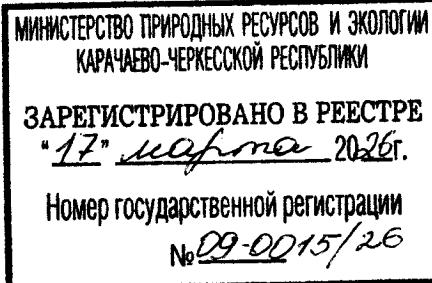 МИНИСТЕРСТВО ПРИРОДНЫХ РЕСУРСОВ И ЭКОЛОГИИ
КАРАЧАЕВО-ЧЕРКЕССКОЙ РЕСПУБЛИКИ
ЗАРЕГИСТРИРОВАНО В РЕЕСТРЕ
"17" марта 2026г.
Номер государственной регистрации
№09-0015/26